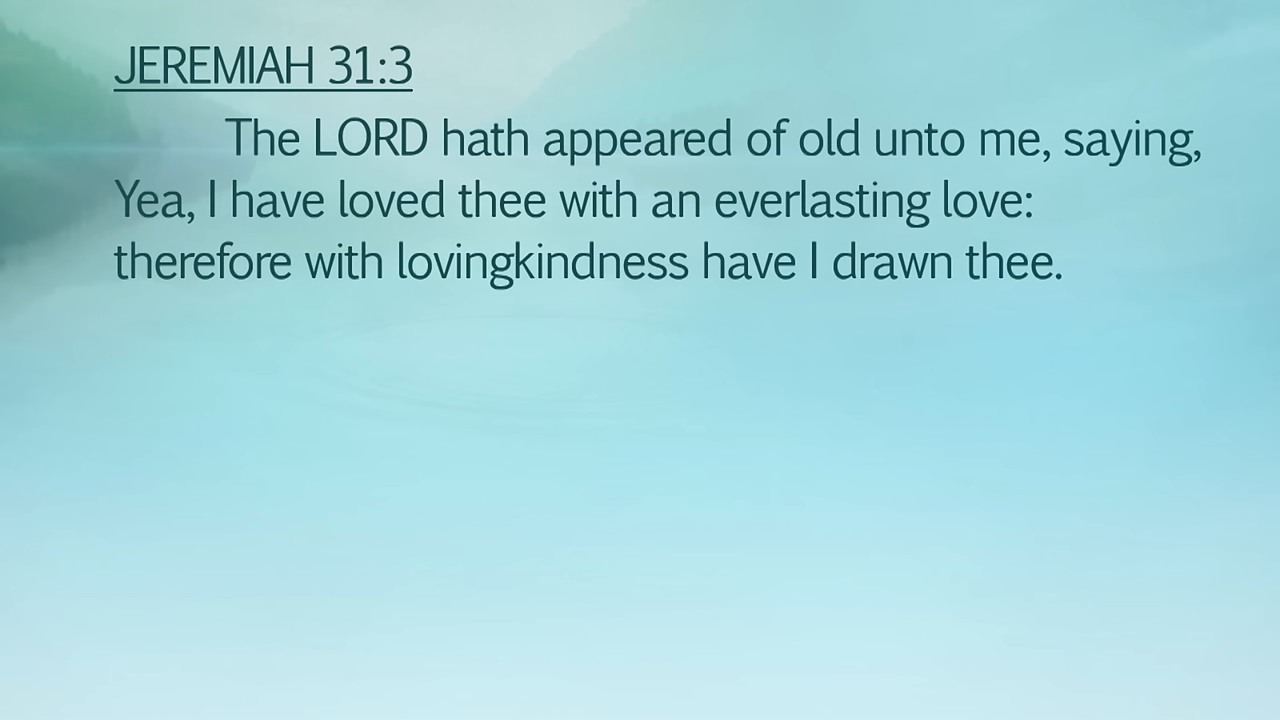 JEREMIAH 31:3
The LORD hath appeared of old unto me, saying,
Yea, I have loved thee with an everlasting love:
therefore with lovingkindness have I drawn thee.